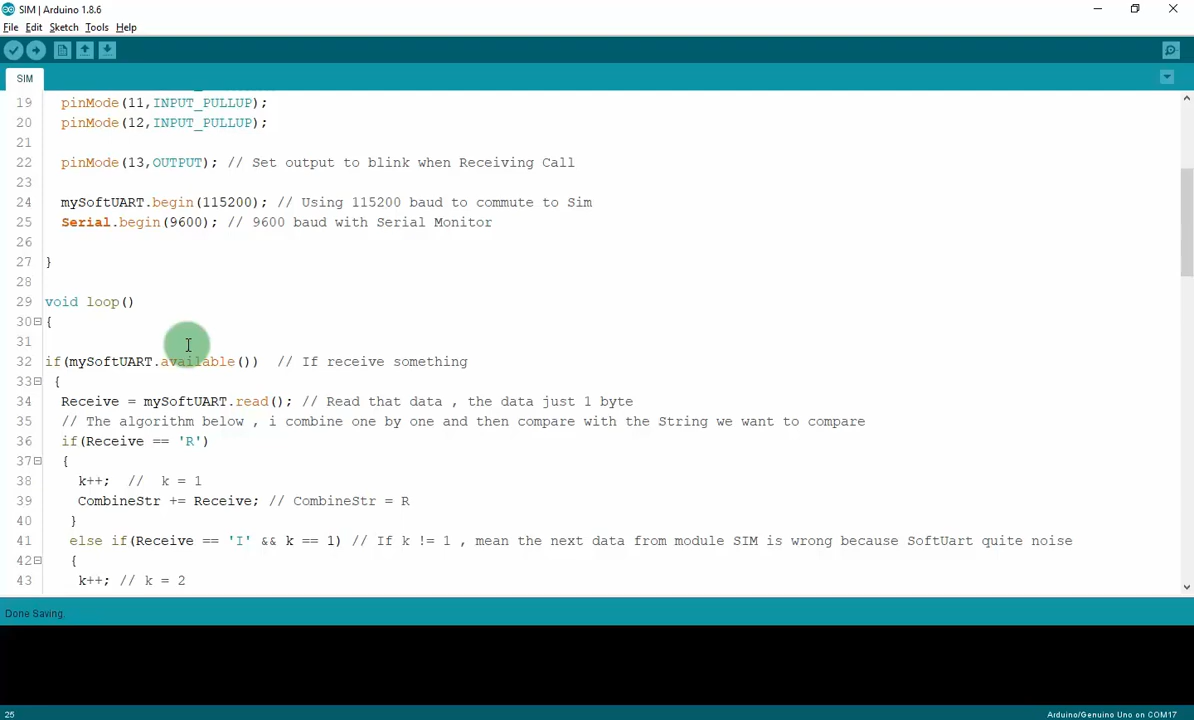 SIM | Arduino 1.8.6
File Edit Sketch Tools Help
SIM
19 pinMode(11,INPUT_PULLUP);
20 pinMode(12,INPUT_PULLUP);
21
22 pinMode(13,OUTPUT); // Set output to blink when Receiving Call
23
24 mySoftUART.begin(115200); // Using 115200 baud to commute to Sim
25 Serial.begin(9600); // 9600 baud with Serial Monitor
26
27 }
28
29 void loop()
30 {
31
32 if(mySoftUART.available()) // If receive something
33 {
34 Receive = mySoftUART.read(); // Read that data , the data just 1 byte
35 // The algorithm below , i combine one by one and then compare with the String we want to compare
36 if(Receive == 'R')
37 {
38 k++; // k = 1
39 CombineStr += Receive; // CombineStr = R
40 }
41 else if(Receive == 'I' && k == 1) // If k != 1 , mean the next data from module SIM is wrong because SoftUart quite noise
42 {
43 k++; // k = 2
Done Saving.
25 Arduino/Genuino Uno on COM17